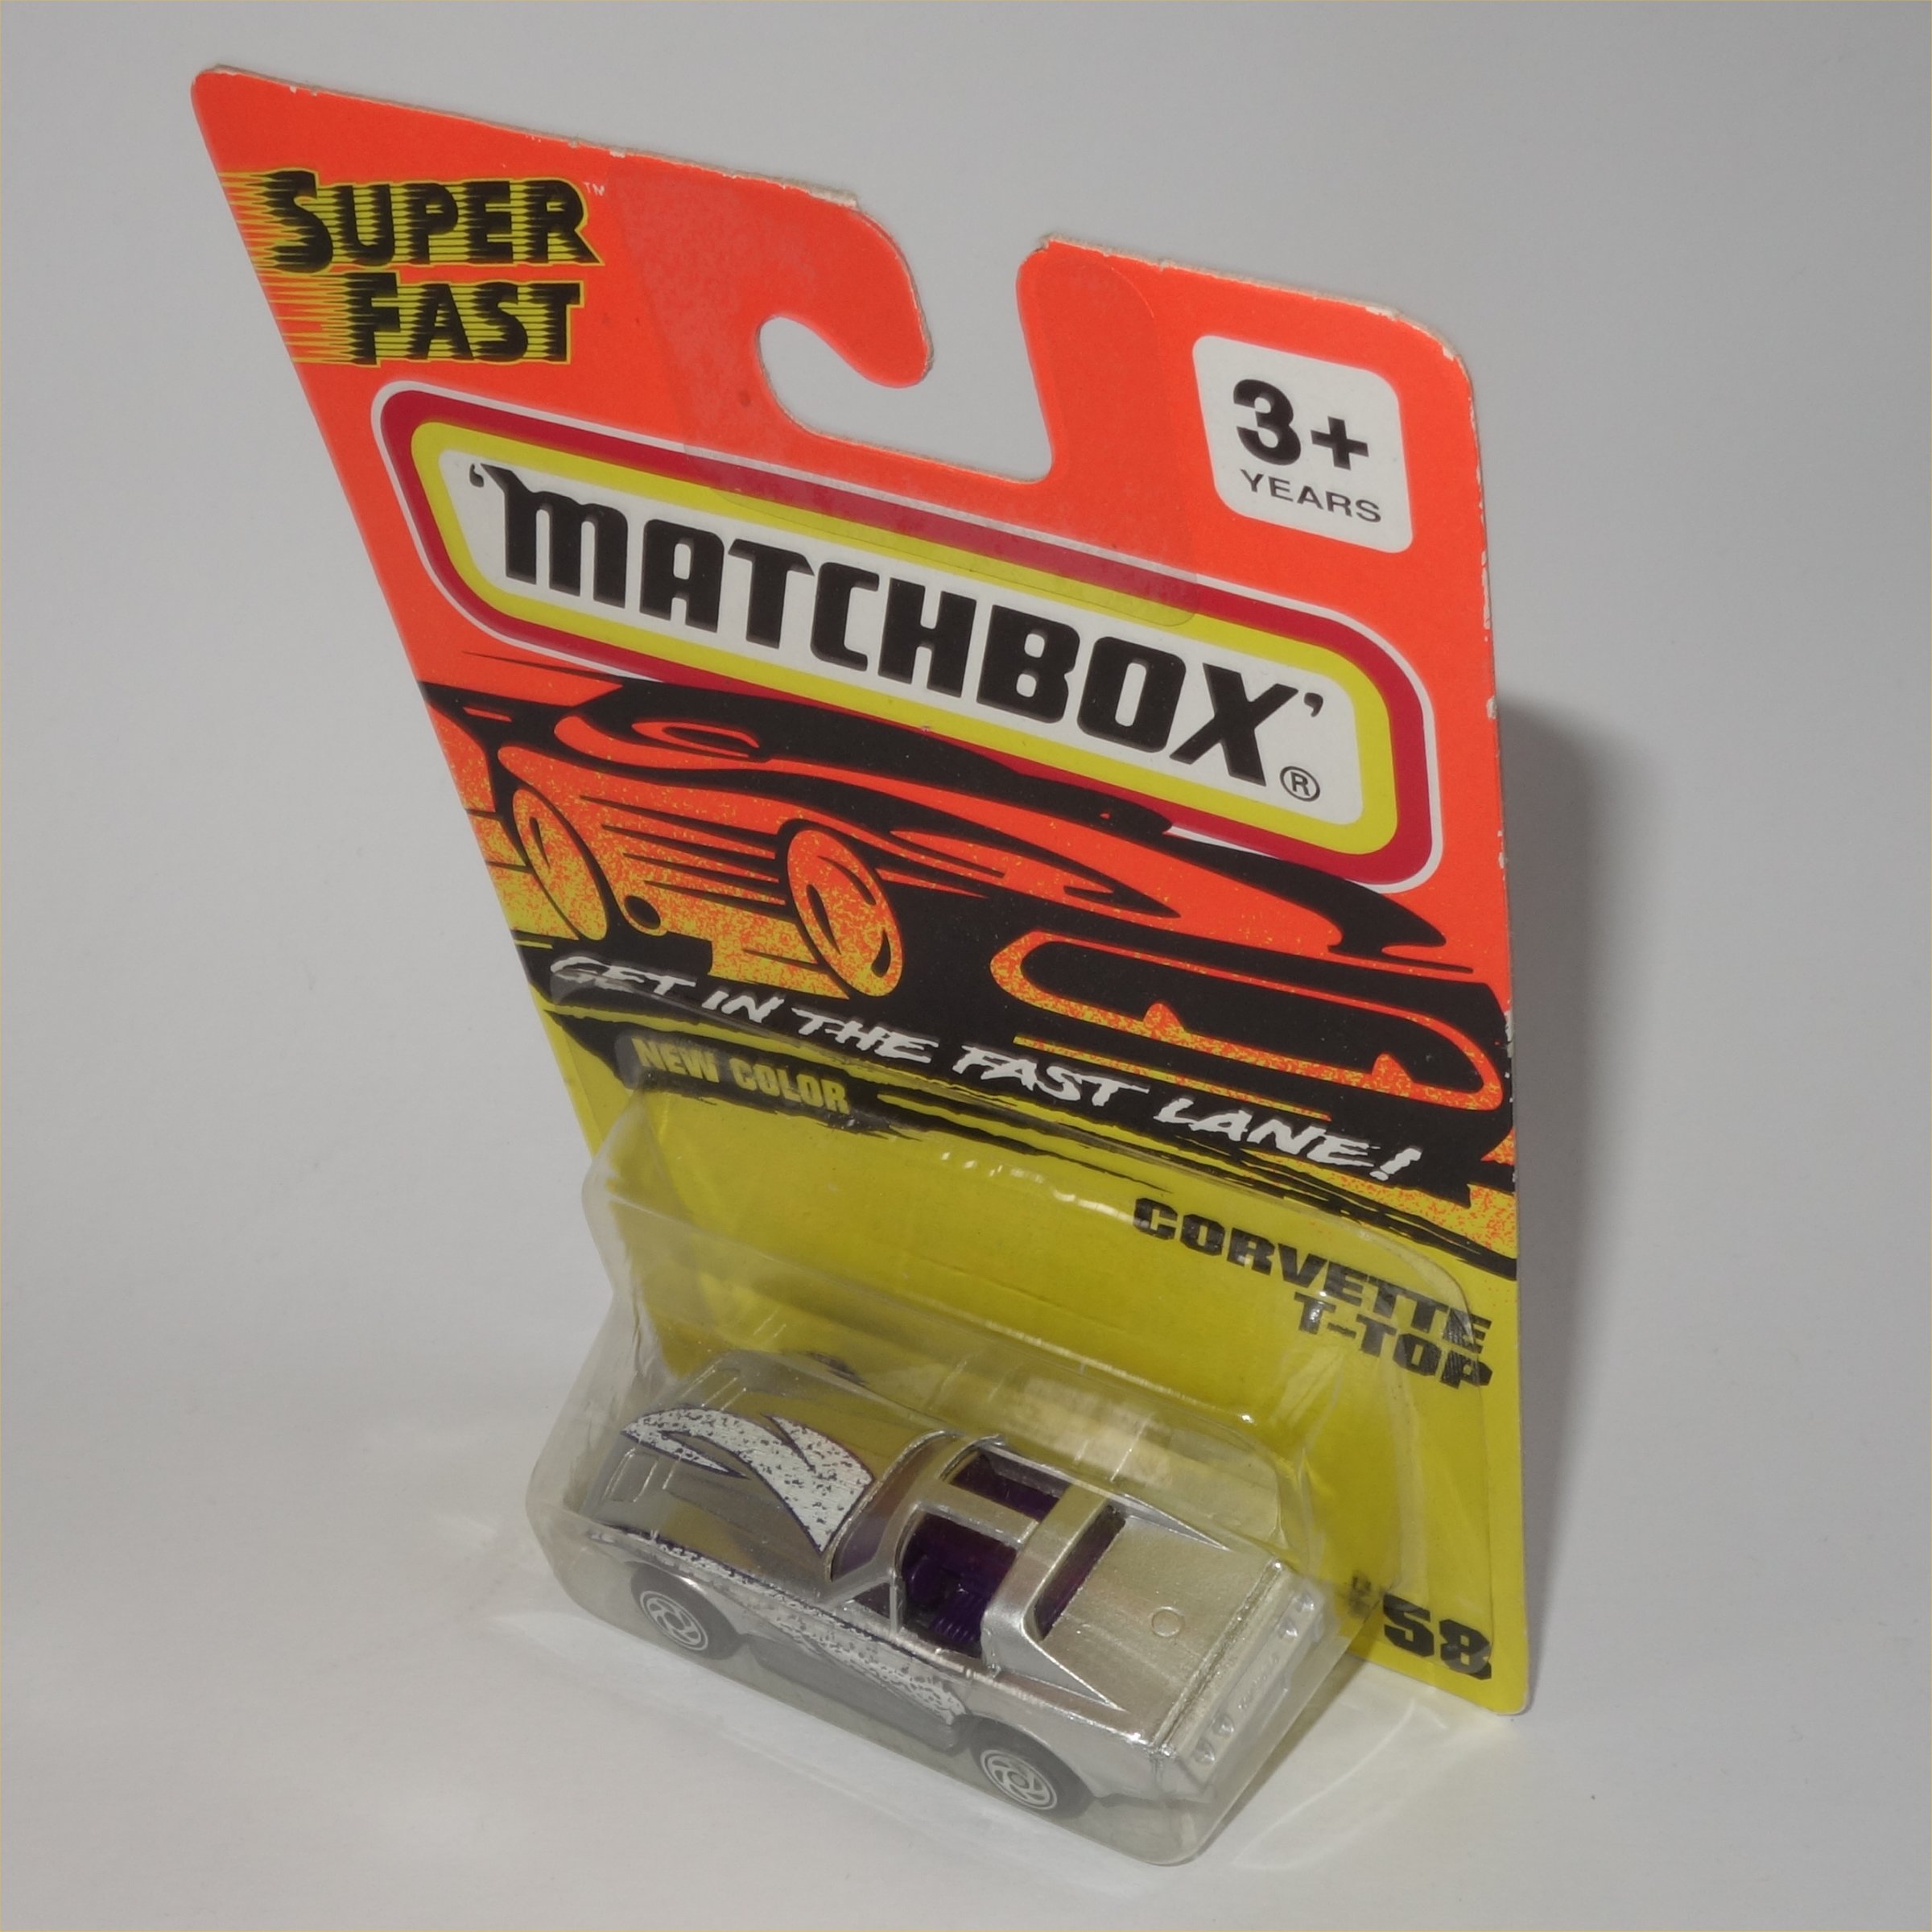 SUPER™
FAST
3+
YEARS
'MATCHBOX'®
GET IN THE FAST LANE!
NEW COLOR
CORVETTE
T-TOP
58